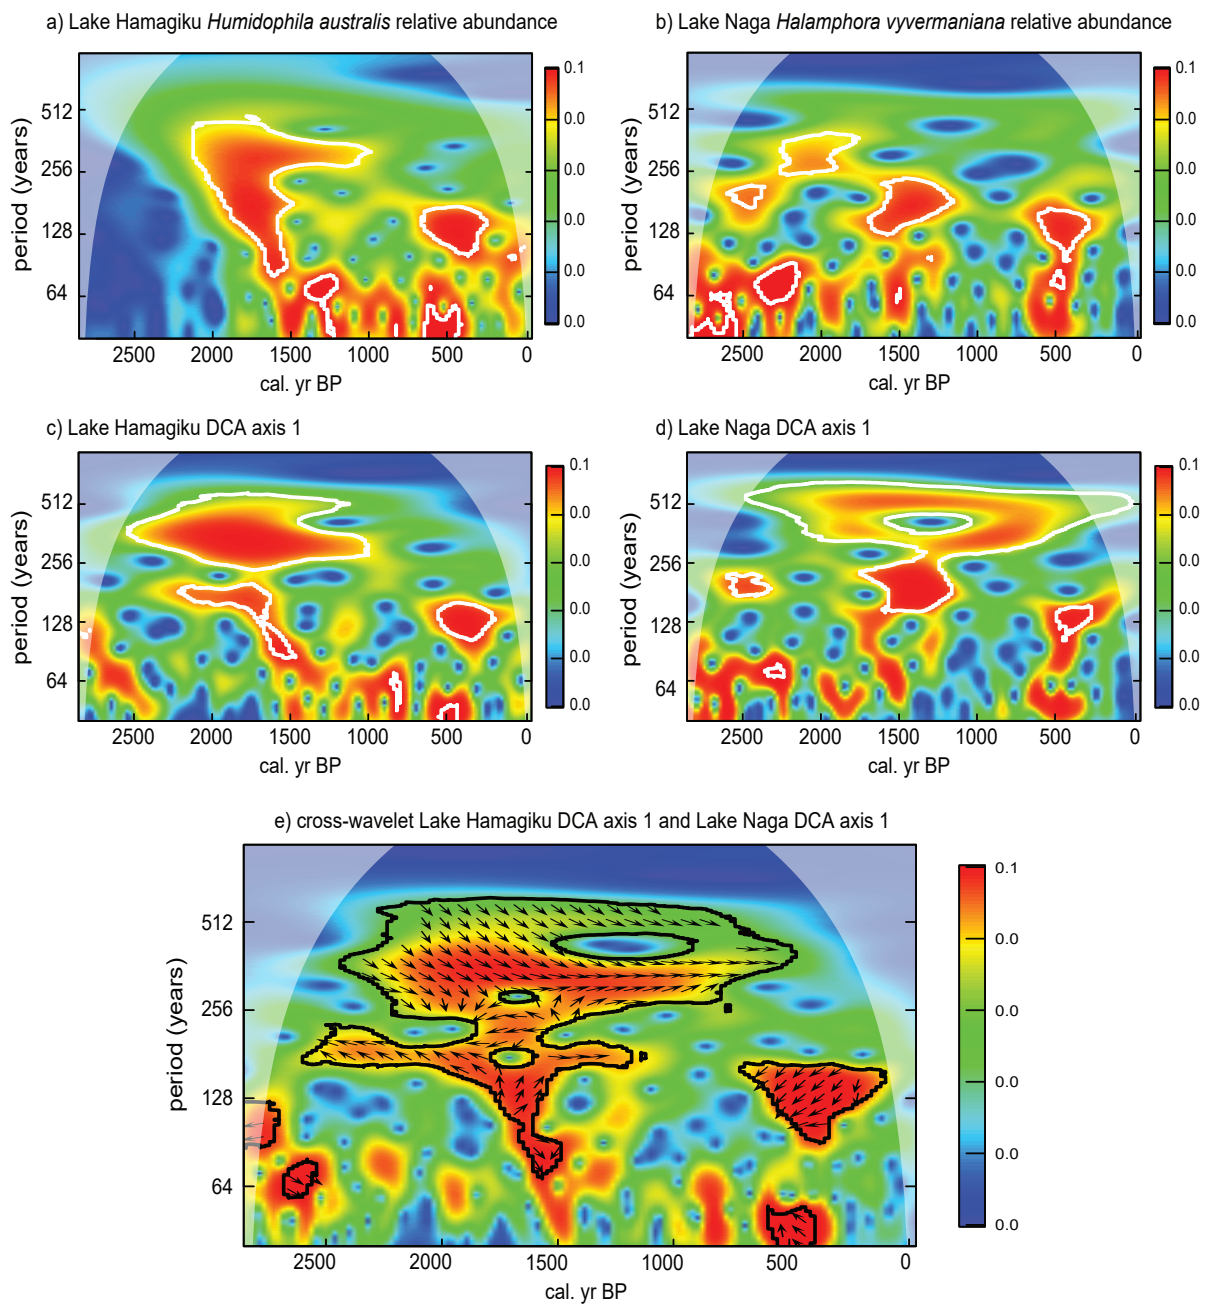 a) Lake Hamagiku Humidophila australis relative abundance
512
256
128
64
period (years)
2500 2000 1500 1000 500 0
cal. yr BP
0.1
0.0
0.0
0.0
0.0
0.0
b) Lake Naga Halamphora vyvermaniana relative abundance
512
256
128
64
period (years)
2500 2000 1500 1000 500 0
cal. yr BP
0.1
0.0
0.0
0.0
0.0
0.0
c) Lake Hamagiku DCA axis 1
512
256
128
64
period (years)
2500 2000 1500 1000 500 0
cal. yr BP
0.1
0.0
0.0
0.0
0.0
0.0
d) Lake Naga DCA axis 1
512
256
128
64
period (years)
2500 2000 1500 1000 500 0
cal. yr BP
0.1
0.0
0.0
0.0
0.0
0.0
e) cross-wavelet Lake Hamagiku DCA axis 1 and Lake Naga DCA axis 1
512
256
128
64
period (years)
2500 2000 1500 1000 500 0
cal. yr BP
0.1
0.0
0.0
0.0
0.0
0.0